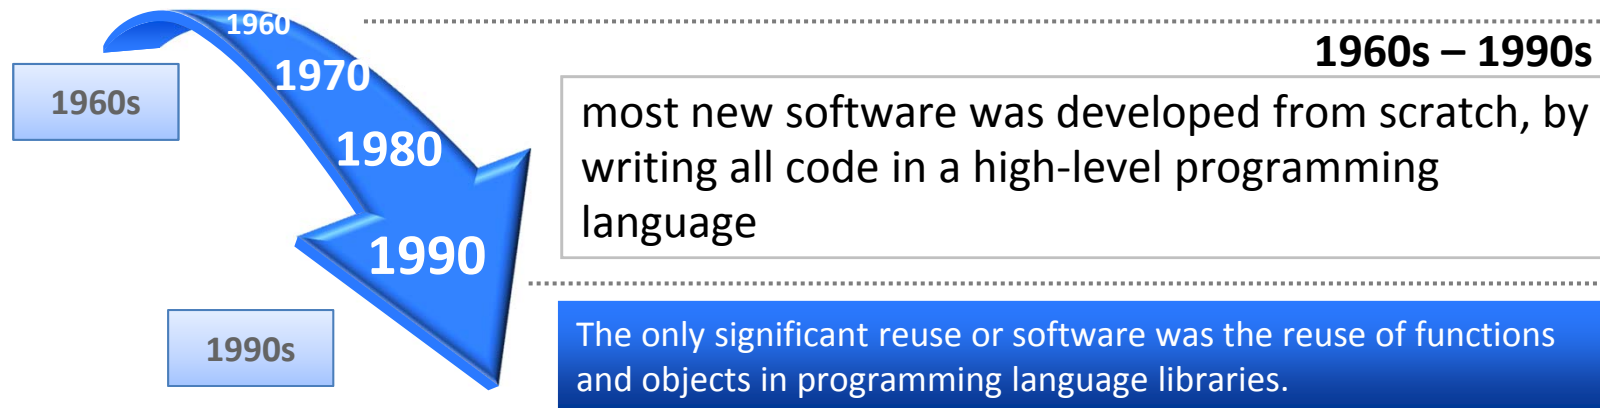 1960
1970
1980
1990
1960s
1990s
1960s – 1990s
most new software was developed from scratch, by
writing all code in a high-level programming
language
The only significant reuse or software was the reuse of functions
and objects in programming language libraries.